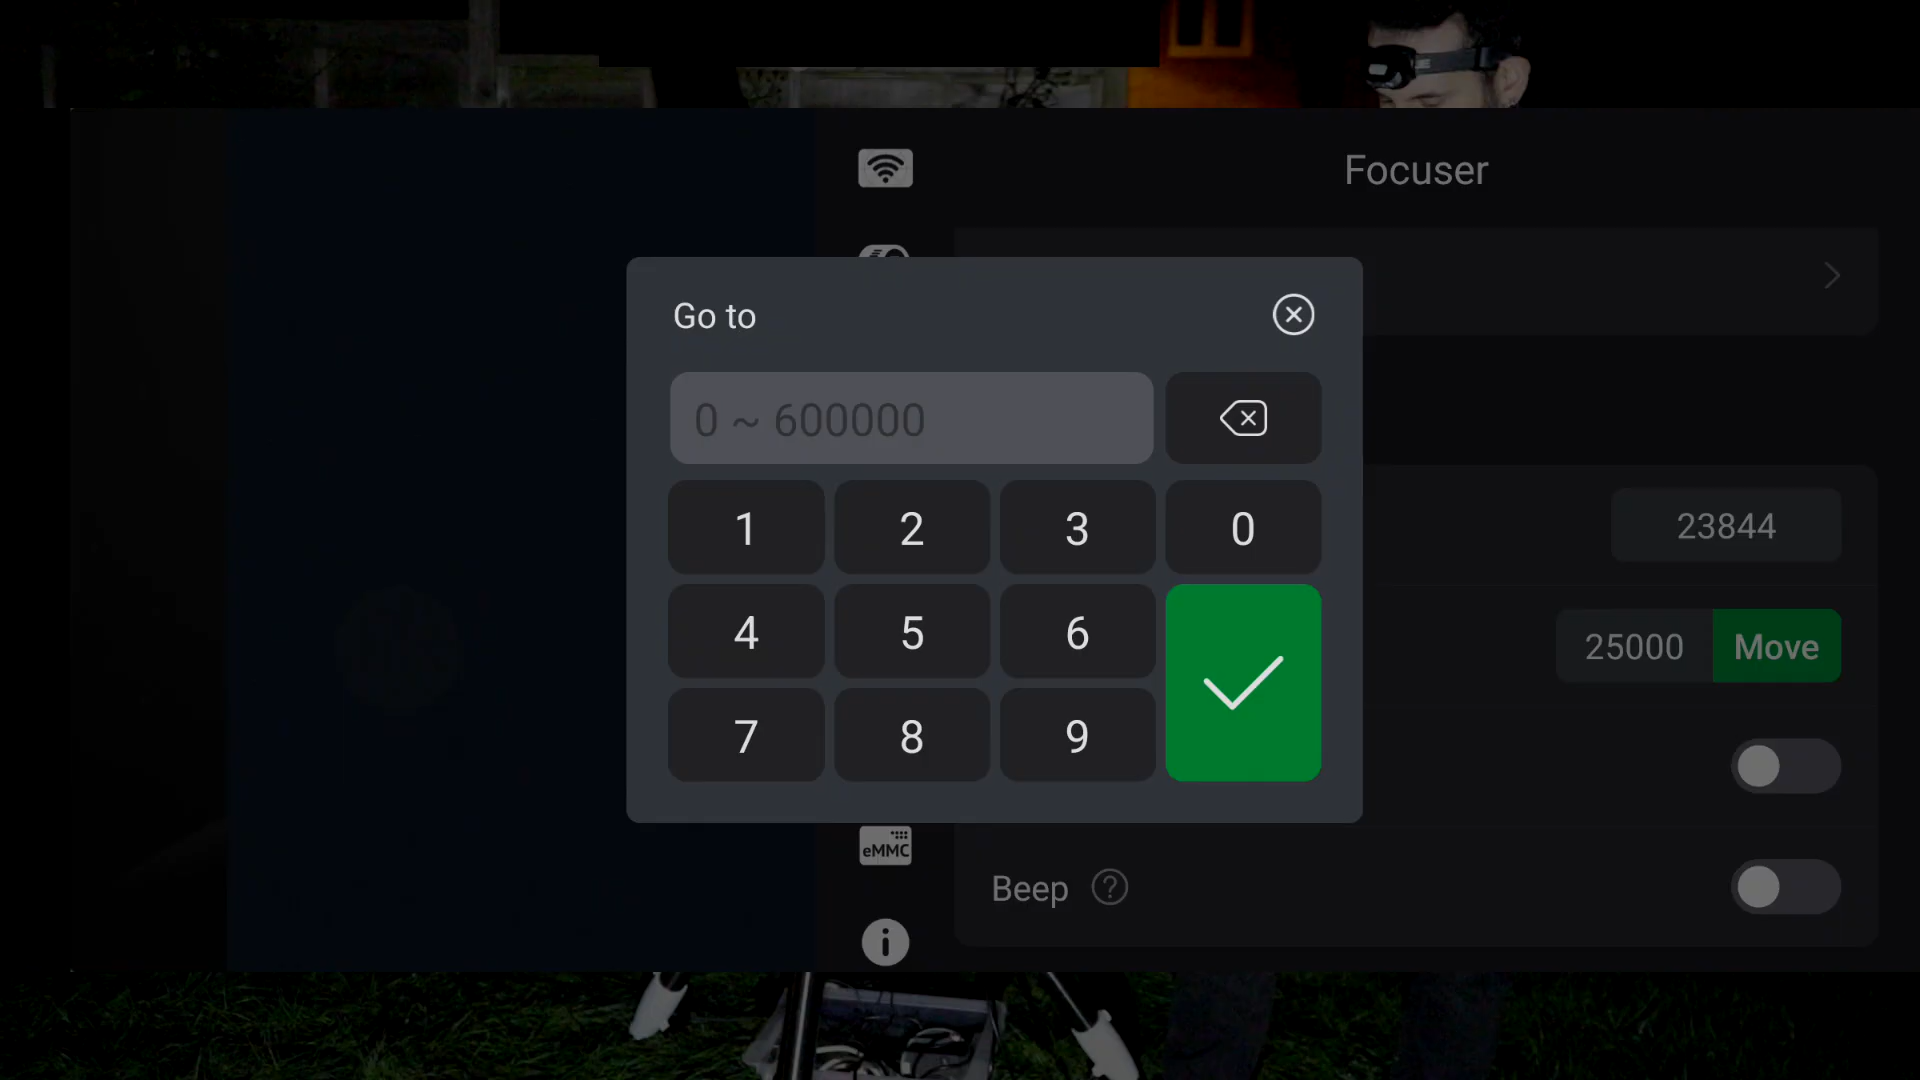 Focuser
Go to
0 ~ 600000
1 2 3 0
4 5 6
7 8 9
23844
25000 Move
eMMC
Beep ?
i